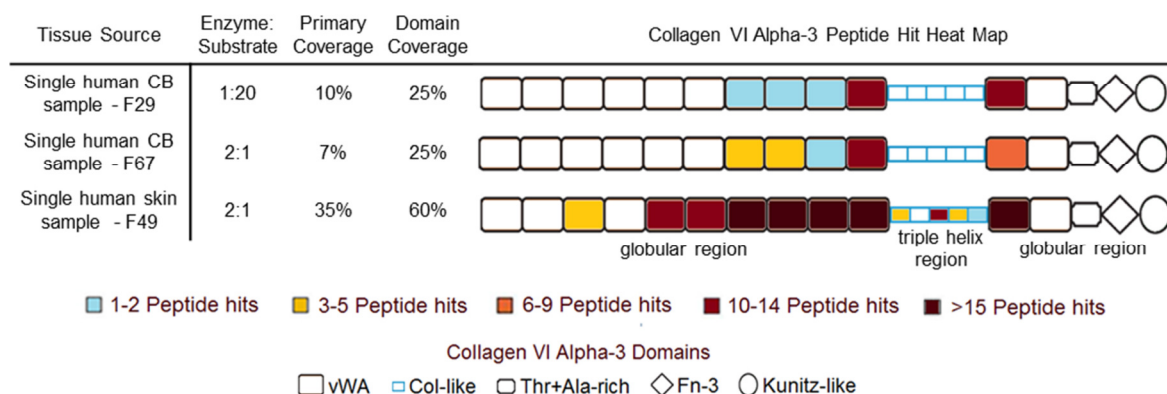 Tissue Source
Enzyme:
Substrate
Primary
Coverage
Domain
Coverage
Collagen VI Alpha-3 Peptide Hit Heat Map
Single human CB
sample - F29
1:20
10%
25%
Single human CB
sample - F67
2:1
7%
25%
Single human skin
sample - F49
2:1
35%
60%
globular region
triple helix
region
globular region
1-2 Peptide hits
3-5 Peptide hits
6-9 Peptide hits
10-14 Peptide hits
>15 Peptide hits
Collagen VI Alpha-3 Domains
vWA
Col-like
Thr+Ala-rich
Fn-3
Kunitz-like